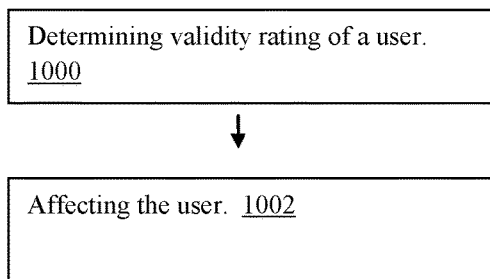 Determining validity rating of a user.
1000
Affecting the user. 1002